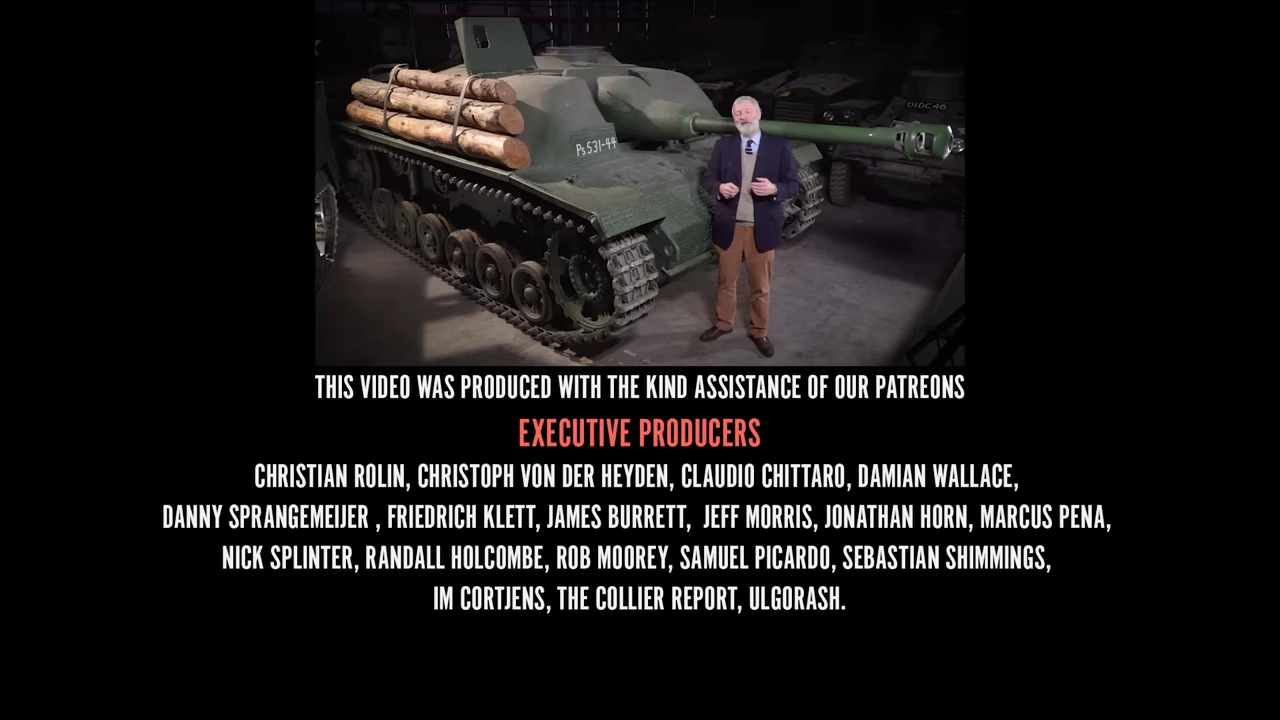 01DC46
Ps 531-44
THIS VIDEO WAS PRODUCED WITH THE KIND ASSISTANCE OF OUR PATREONS
EXECUTIVE PRODUCERS
CHRISTIAN ROLIN, CHRISTOPH VON DER HEYDEN, CLAUDIO CHITTARO, DAMIAN WALLACE,
DANNY SPRANGEMEIJER , FRIEDRICH KLETT, JAMES BURRETT, JEFF MORRIS, JONATHAN HORN, MARCUS PENA,
NICK SPLINTER, RANDALL HOLCOMBE, ROB MOOREY, SAMUEL PICARDO, SEBASTIAN SHIMMINGS,
IM CORTJENS, THE COLLIER REPORT, ULGORASH.